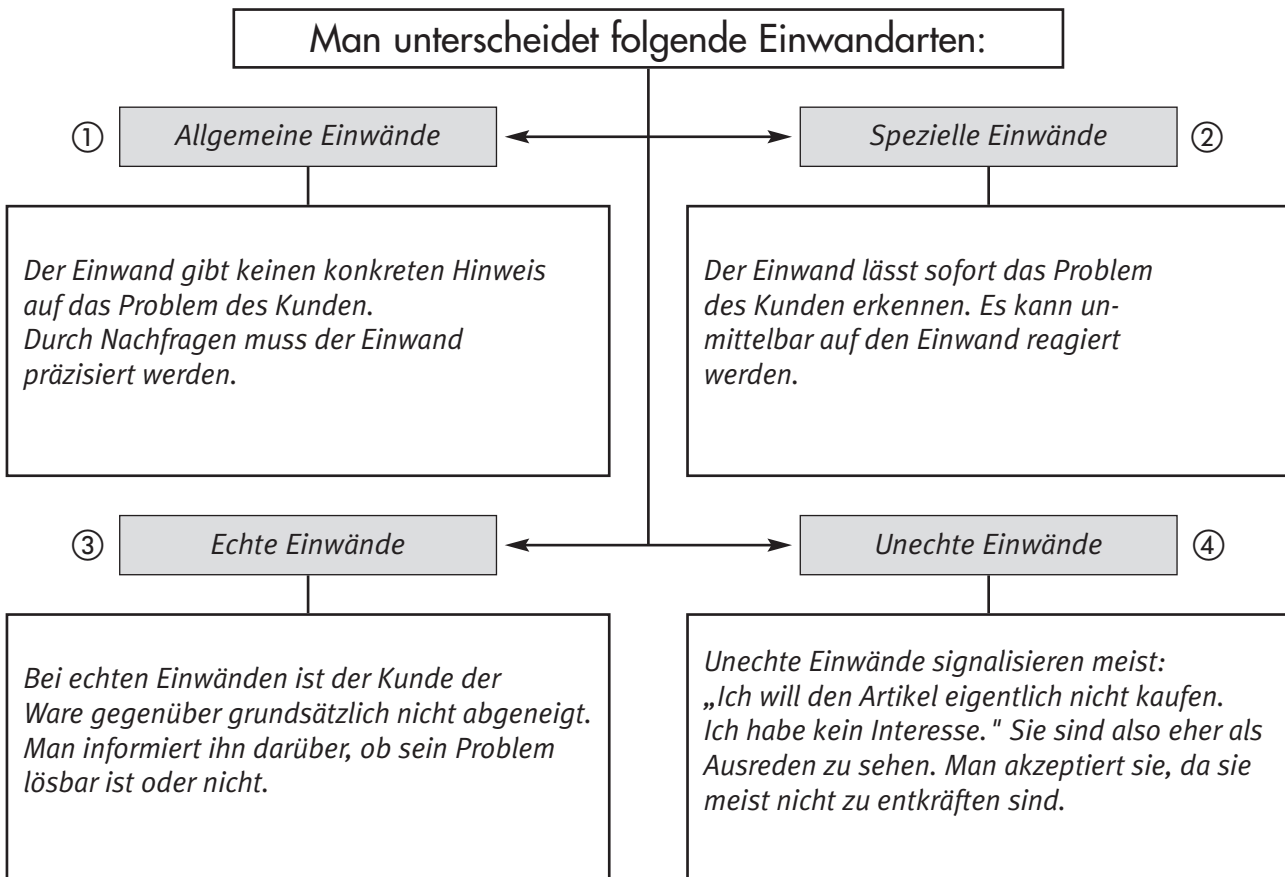 Man unterscheidet folgende Einwandarten:
① Allgemeine Einwände
Spezielle Einwände ②
Der Einwand gibt keinen konkreten Hinweis
auf das Problem des Kunden.
Durch Nachfragen muss der Einwand
präzisiert werden.
Der Einwand lässt sofort das Problem
des Kunden erkennen. Es kann un-
mittelbar auf den Einwand reagiert
werden.
③ Echte Einwände
Unechte Einwände ④
Bei echten Einwänden ist der Kunde der
Ware gegenüber grundsätzlich nicht abgeneigt.
Man informiert ihn darüber, ob sein Problem
lösbar ist oder nicht.
Unechte Einwände signalisieren meist:
„Ich will den Artikel eigentlich nicht kaufen.
Ich habe kein Interesse." Sie sind also eher als
Ausreden zu sehen. Man akzeptiert sie, da sie
meist nicht zu entkräften sind.